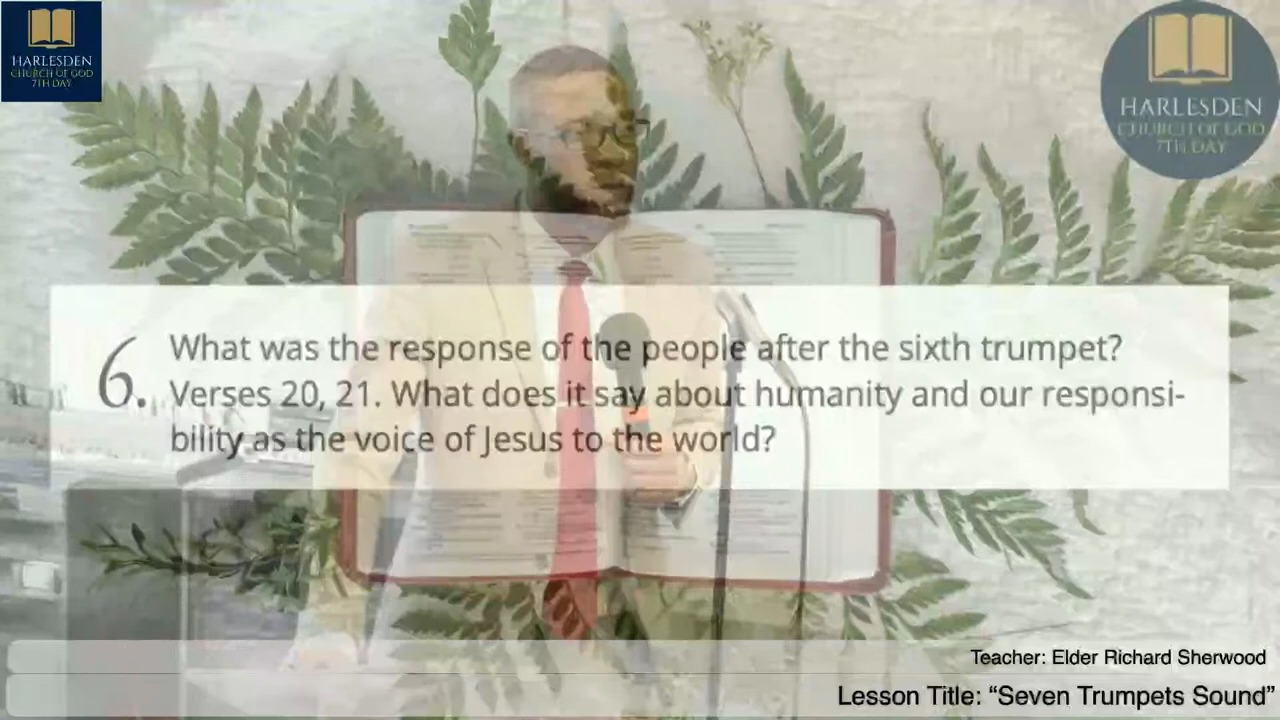 HARLESDEN
CHURCH OF GOD
7TH DAY
HARLESDEN
CHURCH OF GOD
7TH DAY
6. What was the response of the people after the sixth trumpet?
Verses 20, 21. What does it say about humanity and our responsi-
bility as the voice of Jesus to the world?
Teacher: Elder Richard Sherwood
Lesson Title: “Seven Trumpets Sound”